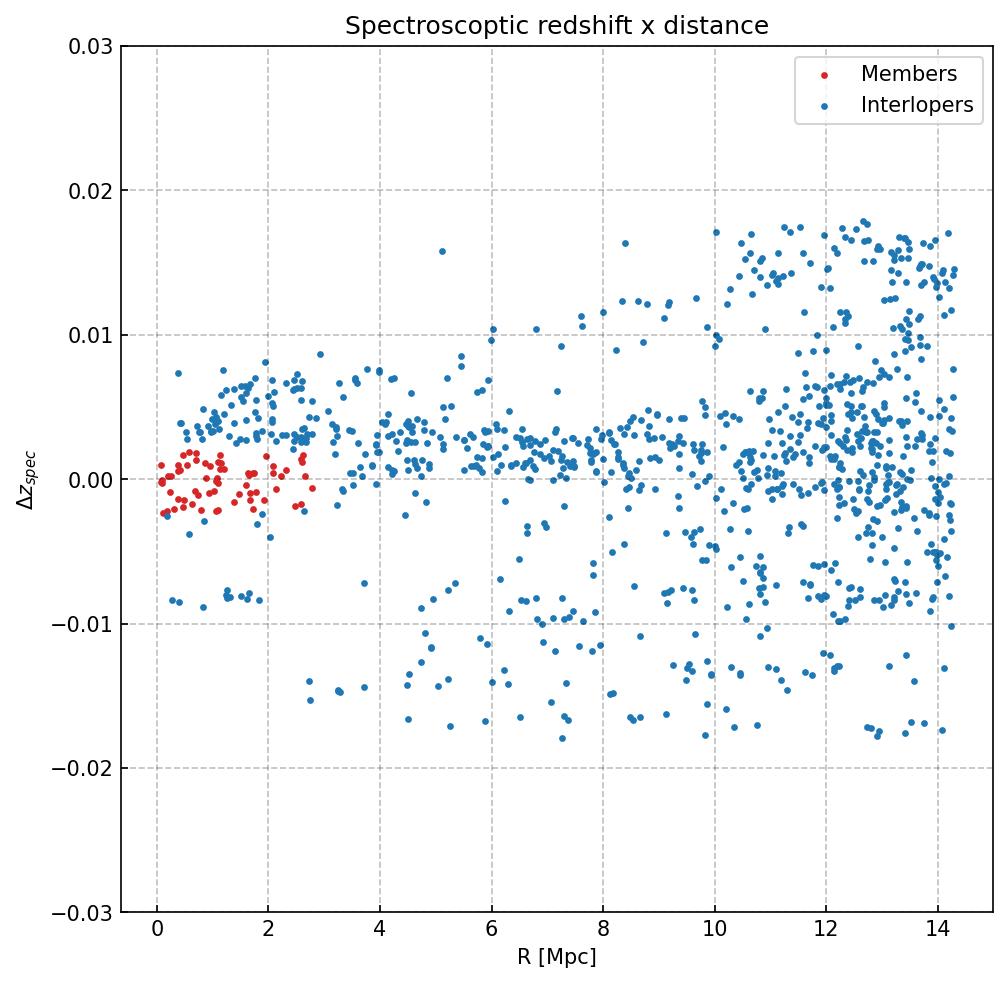 Spectroscoptic redshift x distance
Members
Interlopers
0.03
0.02
0.01
0.00
−0.01
−0.02
−0.03
Δz_spec
0 2 4 6 8 10 12 14
R [Mpc]